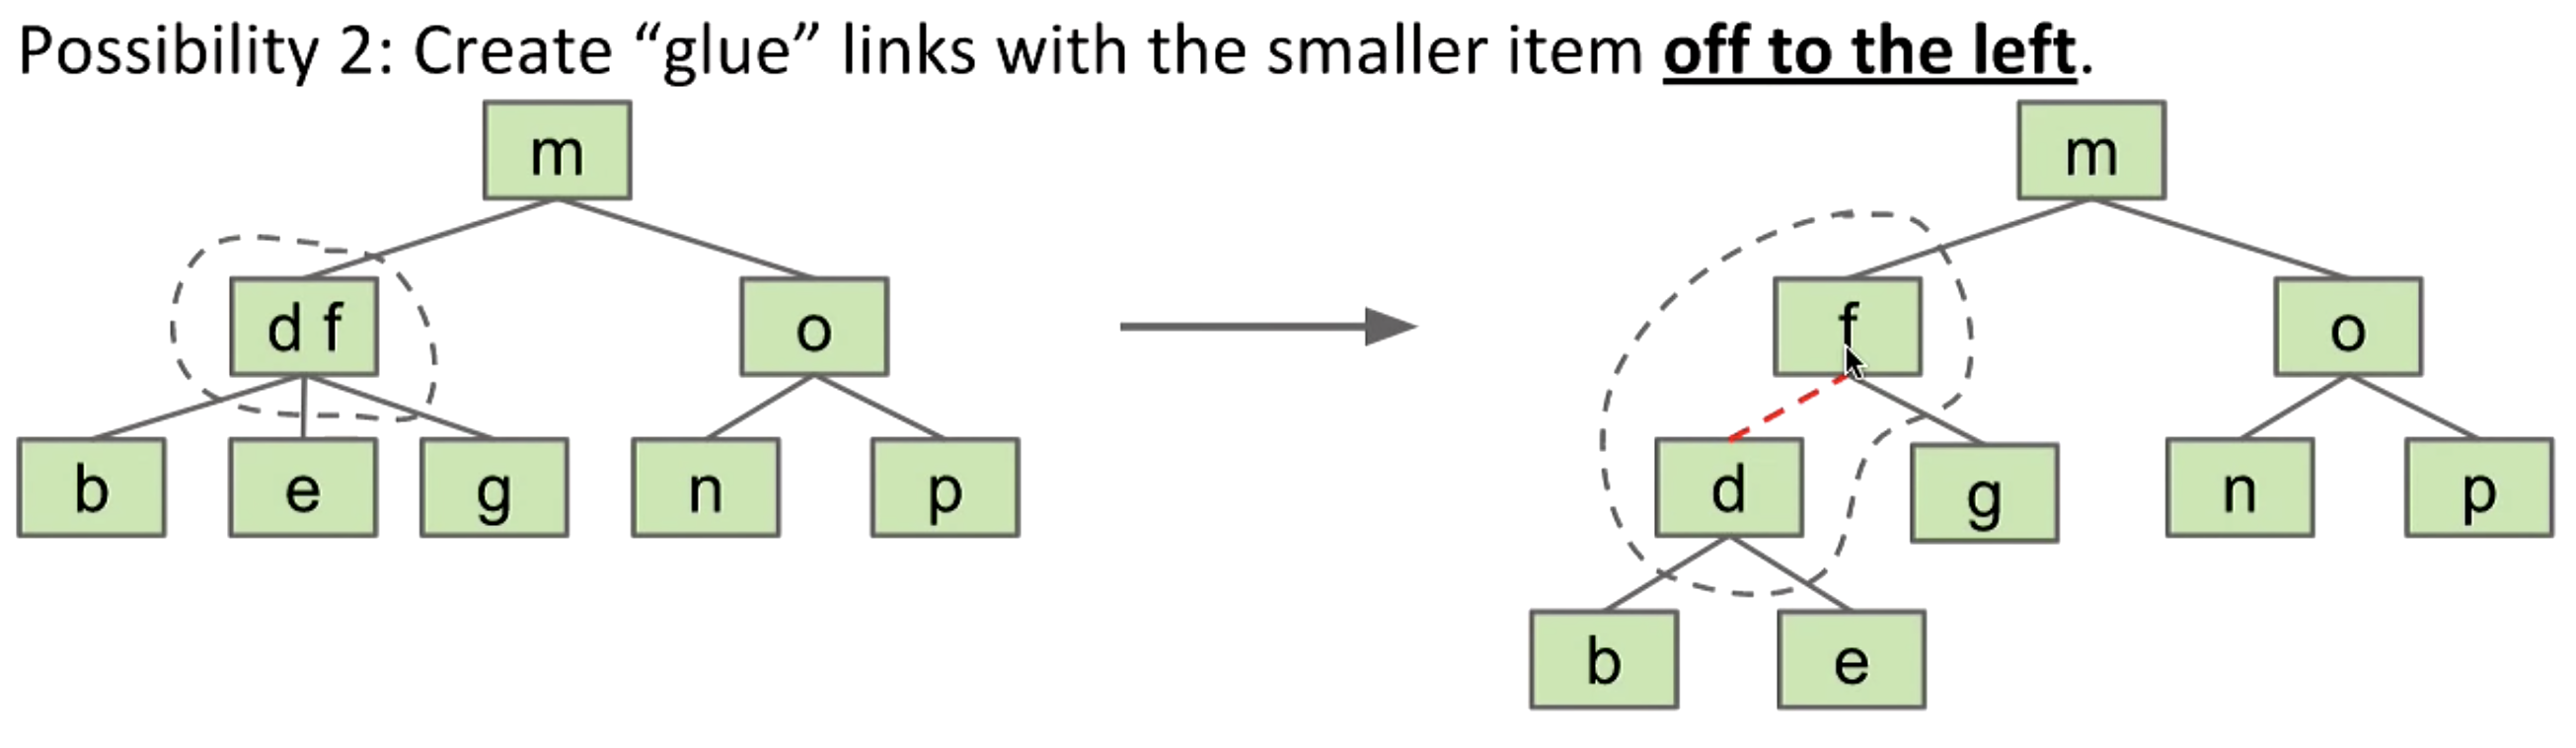 Possibility 2: Create “glue” links with the smaller item off to the left.
m
d f
o
b
e
g
n
p
m
f
o
d
g
n
p
b
e